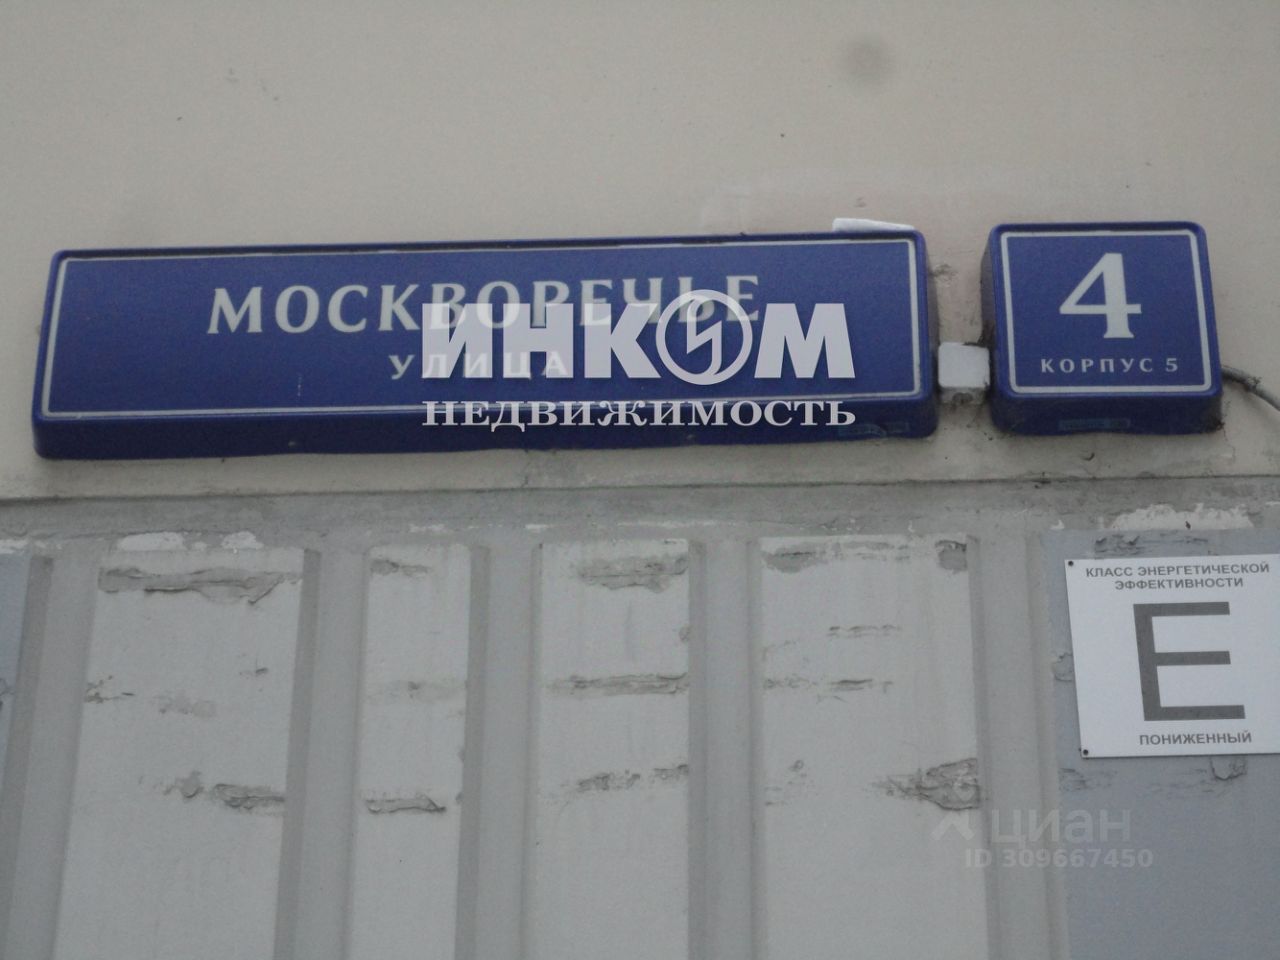 МОСКВОРЕЧЬЕ
УЛИЦА
4
КОРПУС 5
ИНКОМ
НЕДВИЖИМОСТЬ
КЛАСС ЭНЕРГЕТИЧЕСКОЙ
ЭФФЕКТИВНОСТИ
E
ПОНИЖЕННЫЙ
циан
ID 309667450